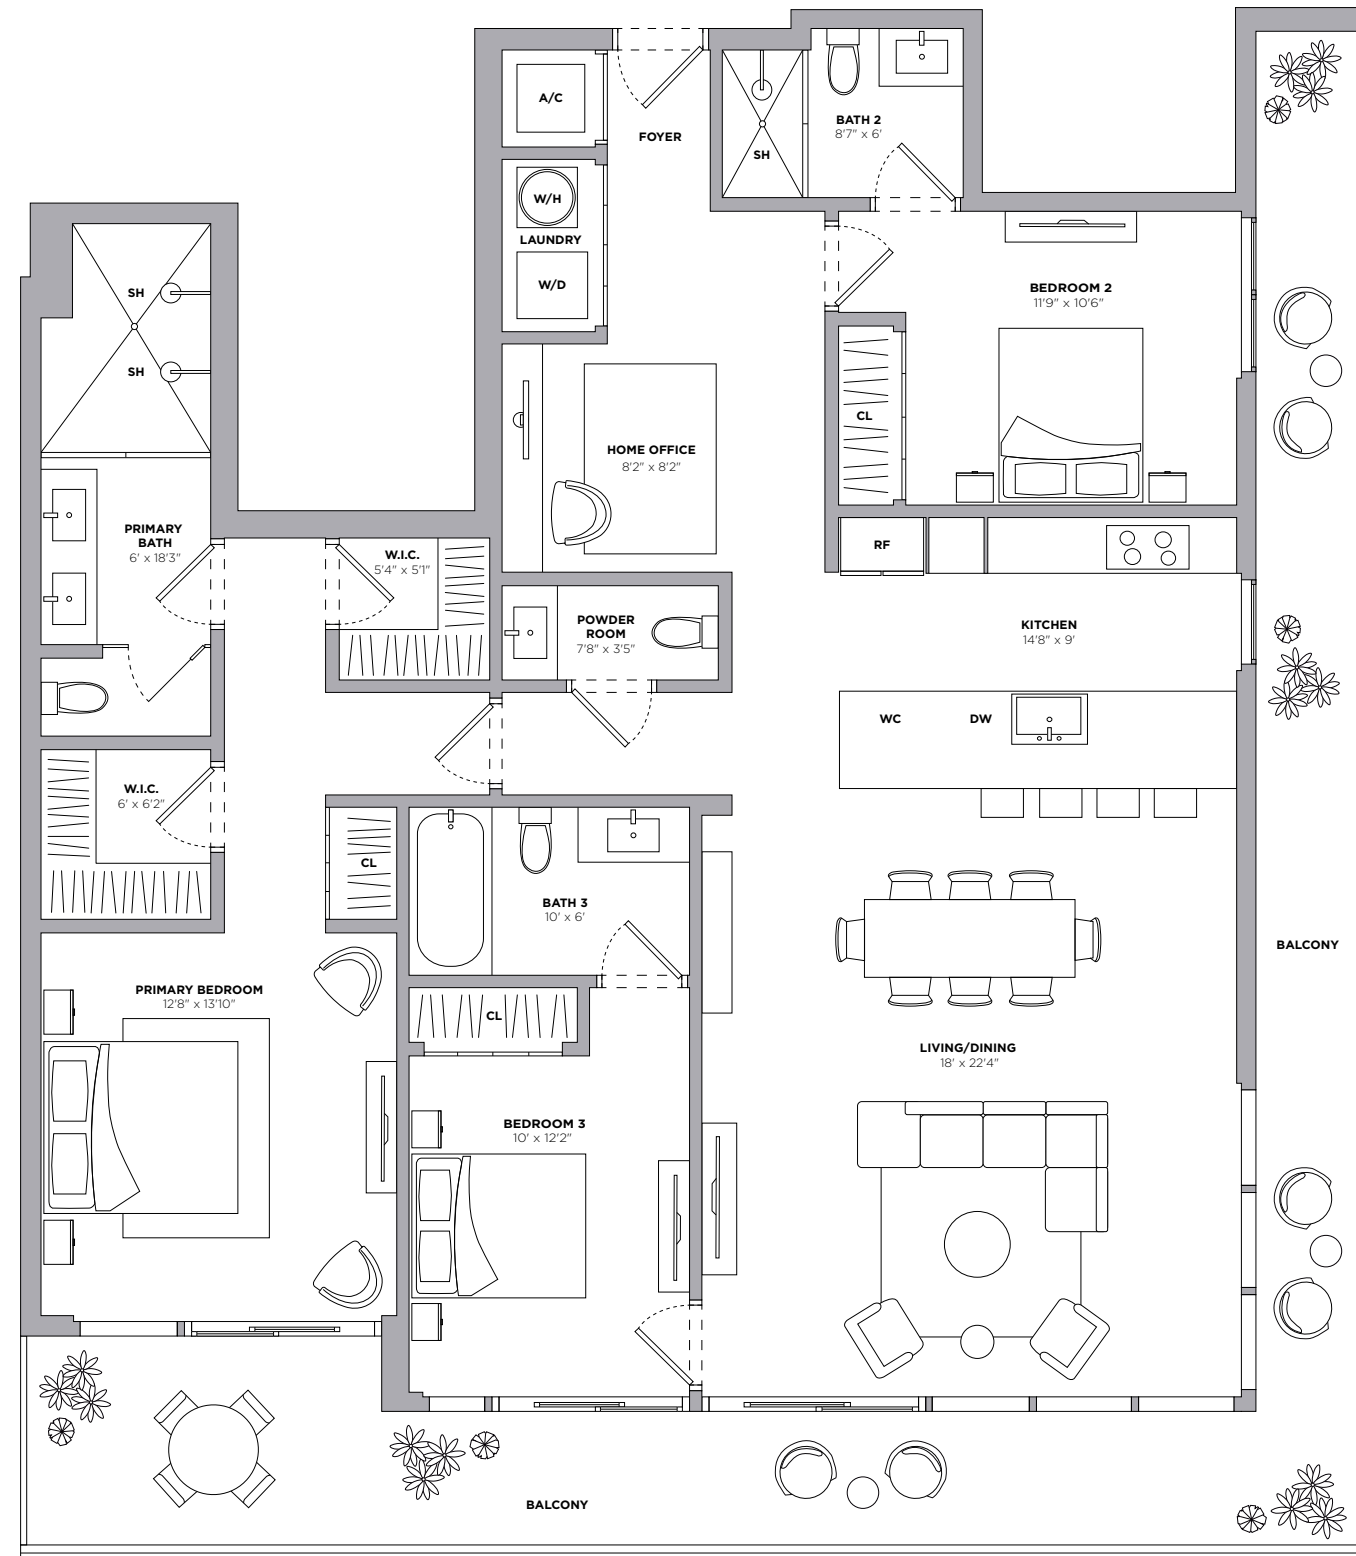 A/C
FOYER
BATH 2
8'7" x 6'
SH
W/H
LAUNDRY
W/D
SH
SH
BEDROOM 2
11'9" x 10'6"
CL
HOME OFFICE
8'2" x 8'2"
PRIMARY
BATH
6' x 18'3"
W.I.C.
5'4" x 5'1"
RF
POWDER
ROOM
7'8" x 3'5"
KITCHEN
14'8" x 9'
WC
DW
W.I.C.
6' x 6'2"
CL
BATH 3
10' x 6'
BALCONY
PRIMARY BEDROOM
12'8" x 13'10"
CL
LIVING/DINING
18' x 22'4"
BEDROOM 3
10' x 12'2"
BALCONY